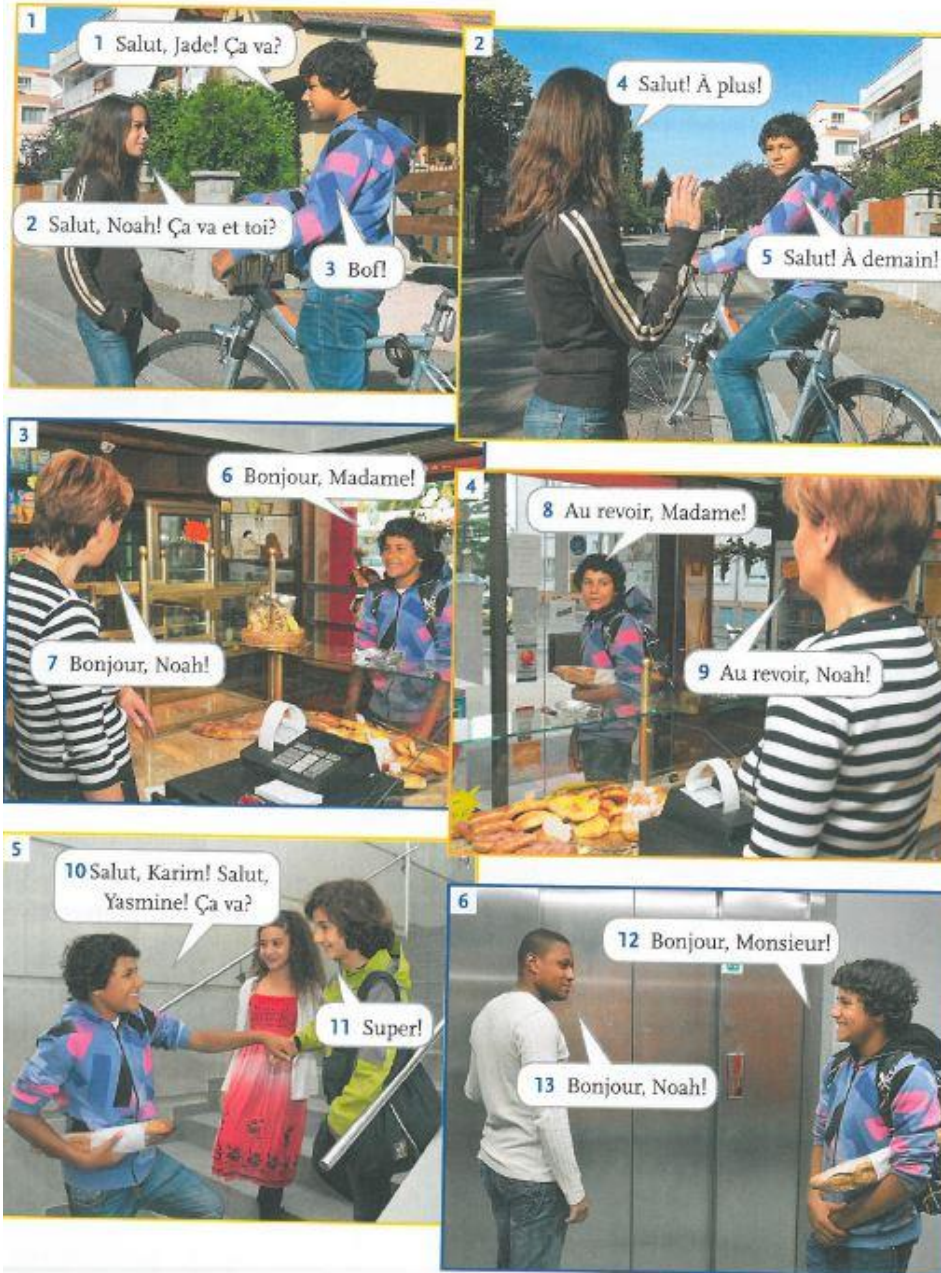 1
1 Salut, Jade! Ça va?
2 Salut, Noah! Ça va et toi?
3 Bof!
2
4 Salut! À plus!
5 Salut! À demain!
3
6 Bonjour, Madame!
7 Bonjour, Noah!
4
8 Au revoir, Madame!
9 Au revoir, Noah!
5
10 Salut, Karim! Salut,
Yasmine! Ça va?
11 Super!
6
12 Bonjour, Monsieur!
13 Bonjour, Noah!